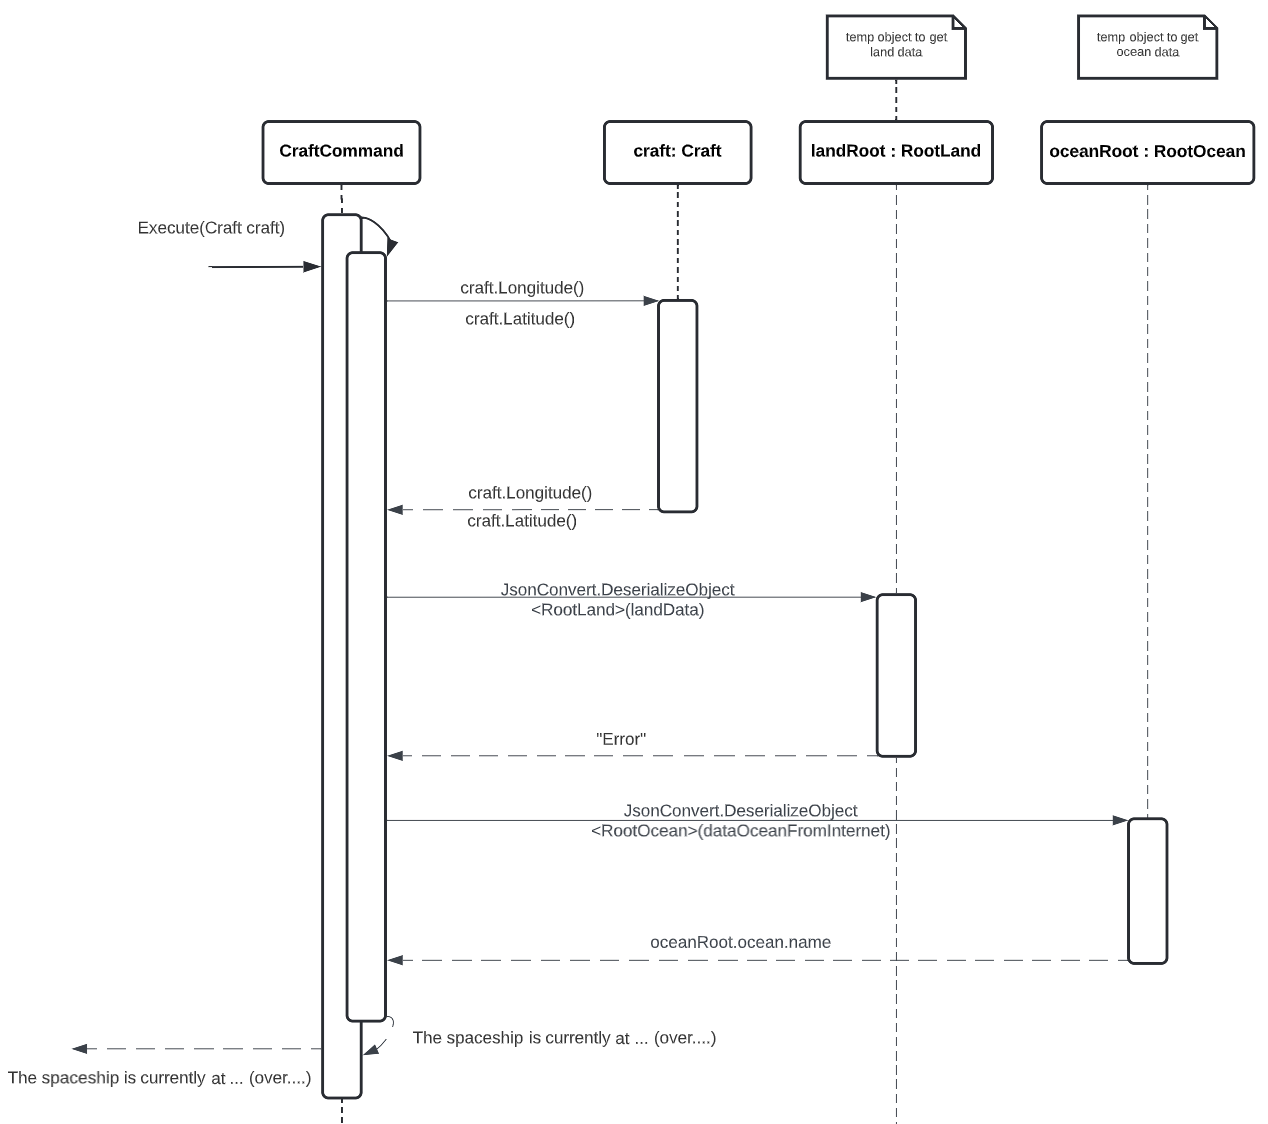 temp object to get
land data
temp object to get
ocean data
CraftCommand
craft: Craft
landRoot : RootLand
oceanRoot : RootOcean
Execute(Craft craft)
craft.Longitude()
craft.Latitude()
craft.Longitude()
craft.Latitude()
JsonConvert.DeserializeObject
<RootLand>(landData)
"Error"
JsonConvert.DeserializeObject
<RootOcean>(dataOceanFromInternet)
oceanRoot.ocean.name
The spaceship is currently at ... (over....)
The spaceship is currently at ... (over....)